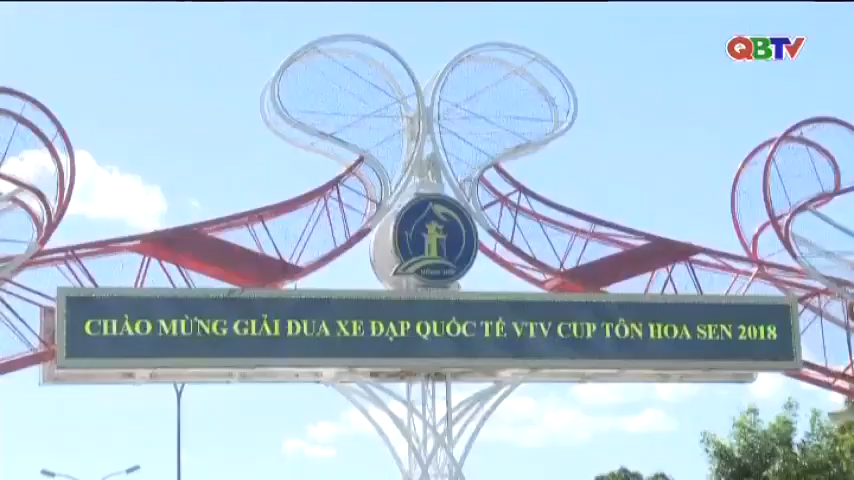 QBTV
CHÀO MỪNG GIẢI ĐUA XE ĐẠP QUỐC TẾ VTV CUP TÔN HOA SEN 2018